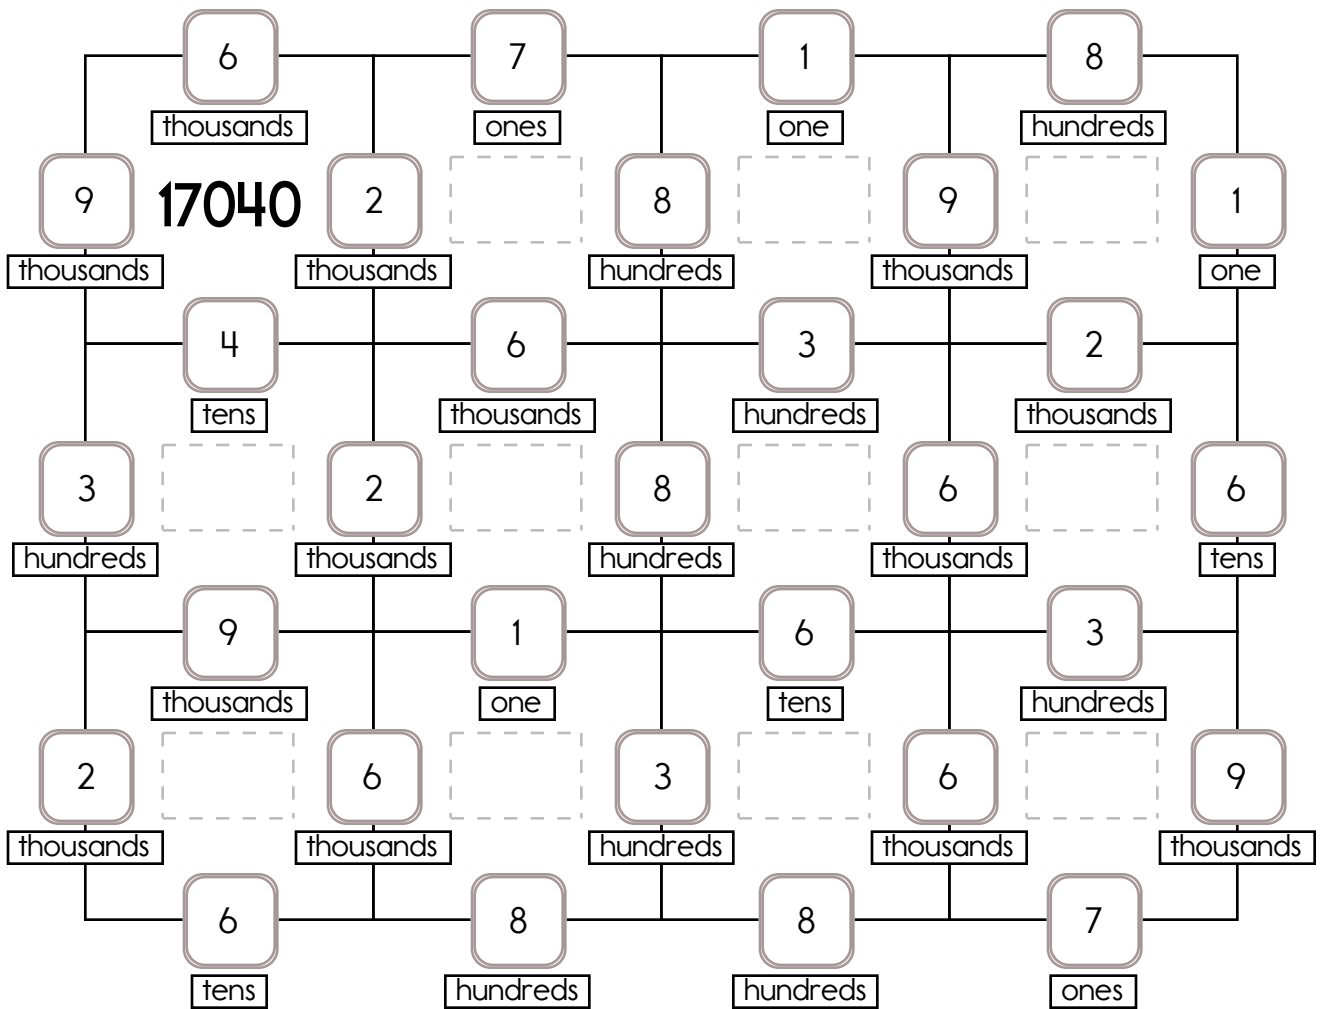 6 7 1 8
thousands ones one hundreds
9 17040 2 8 9 1
thousands thousands hundreds thousands one
4 6 3 2
tens thousands hundreds thousands
3 2 8 6 6
hundreds thousands hundreds thousands tens
9 1 6 3
thousands one tens hundreds
2 6 3 6 9
thousands thousands hundreds thousands thousands
6 8 8 7
tens hundreds hundreds ones